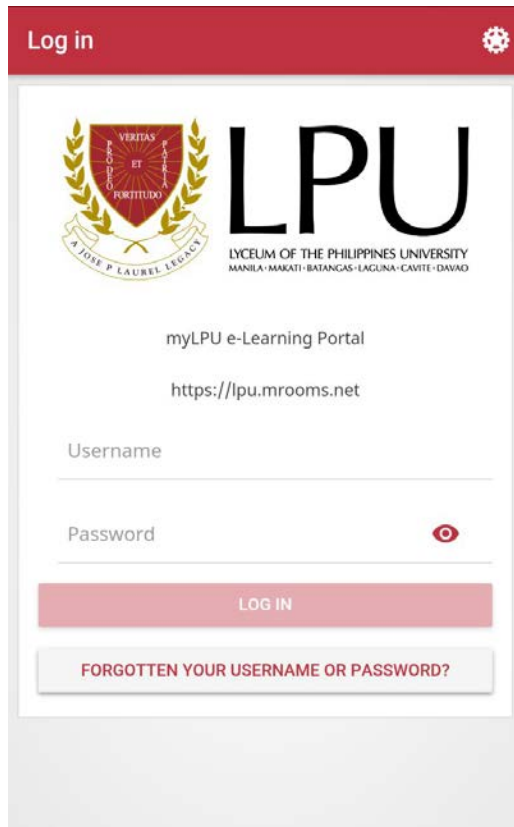 Log in
VERITAS
PRO DEO
ET
PATRIA
FORTITUDO
A JOSE P LAUREL LEGACY
LPU
LYCEUM OF THE PHILIPPINES UNIVERSITY
MANILA • MAKATI • BATANGAS • LAGUNA • CAVITE • DAVAO
myLPU e-Learning Portal
https://lpu.mrooms.net
Username
Password
LOG IN
FORGOTTEN YOUR USERNAME OR PASSWORD?